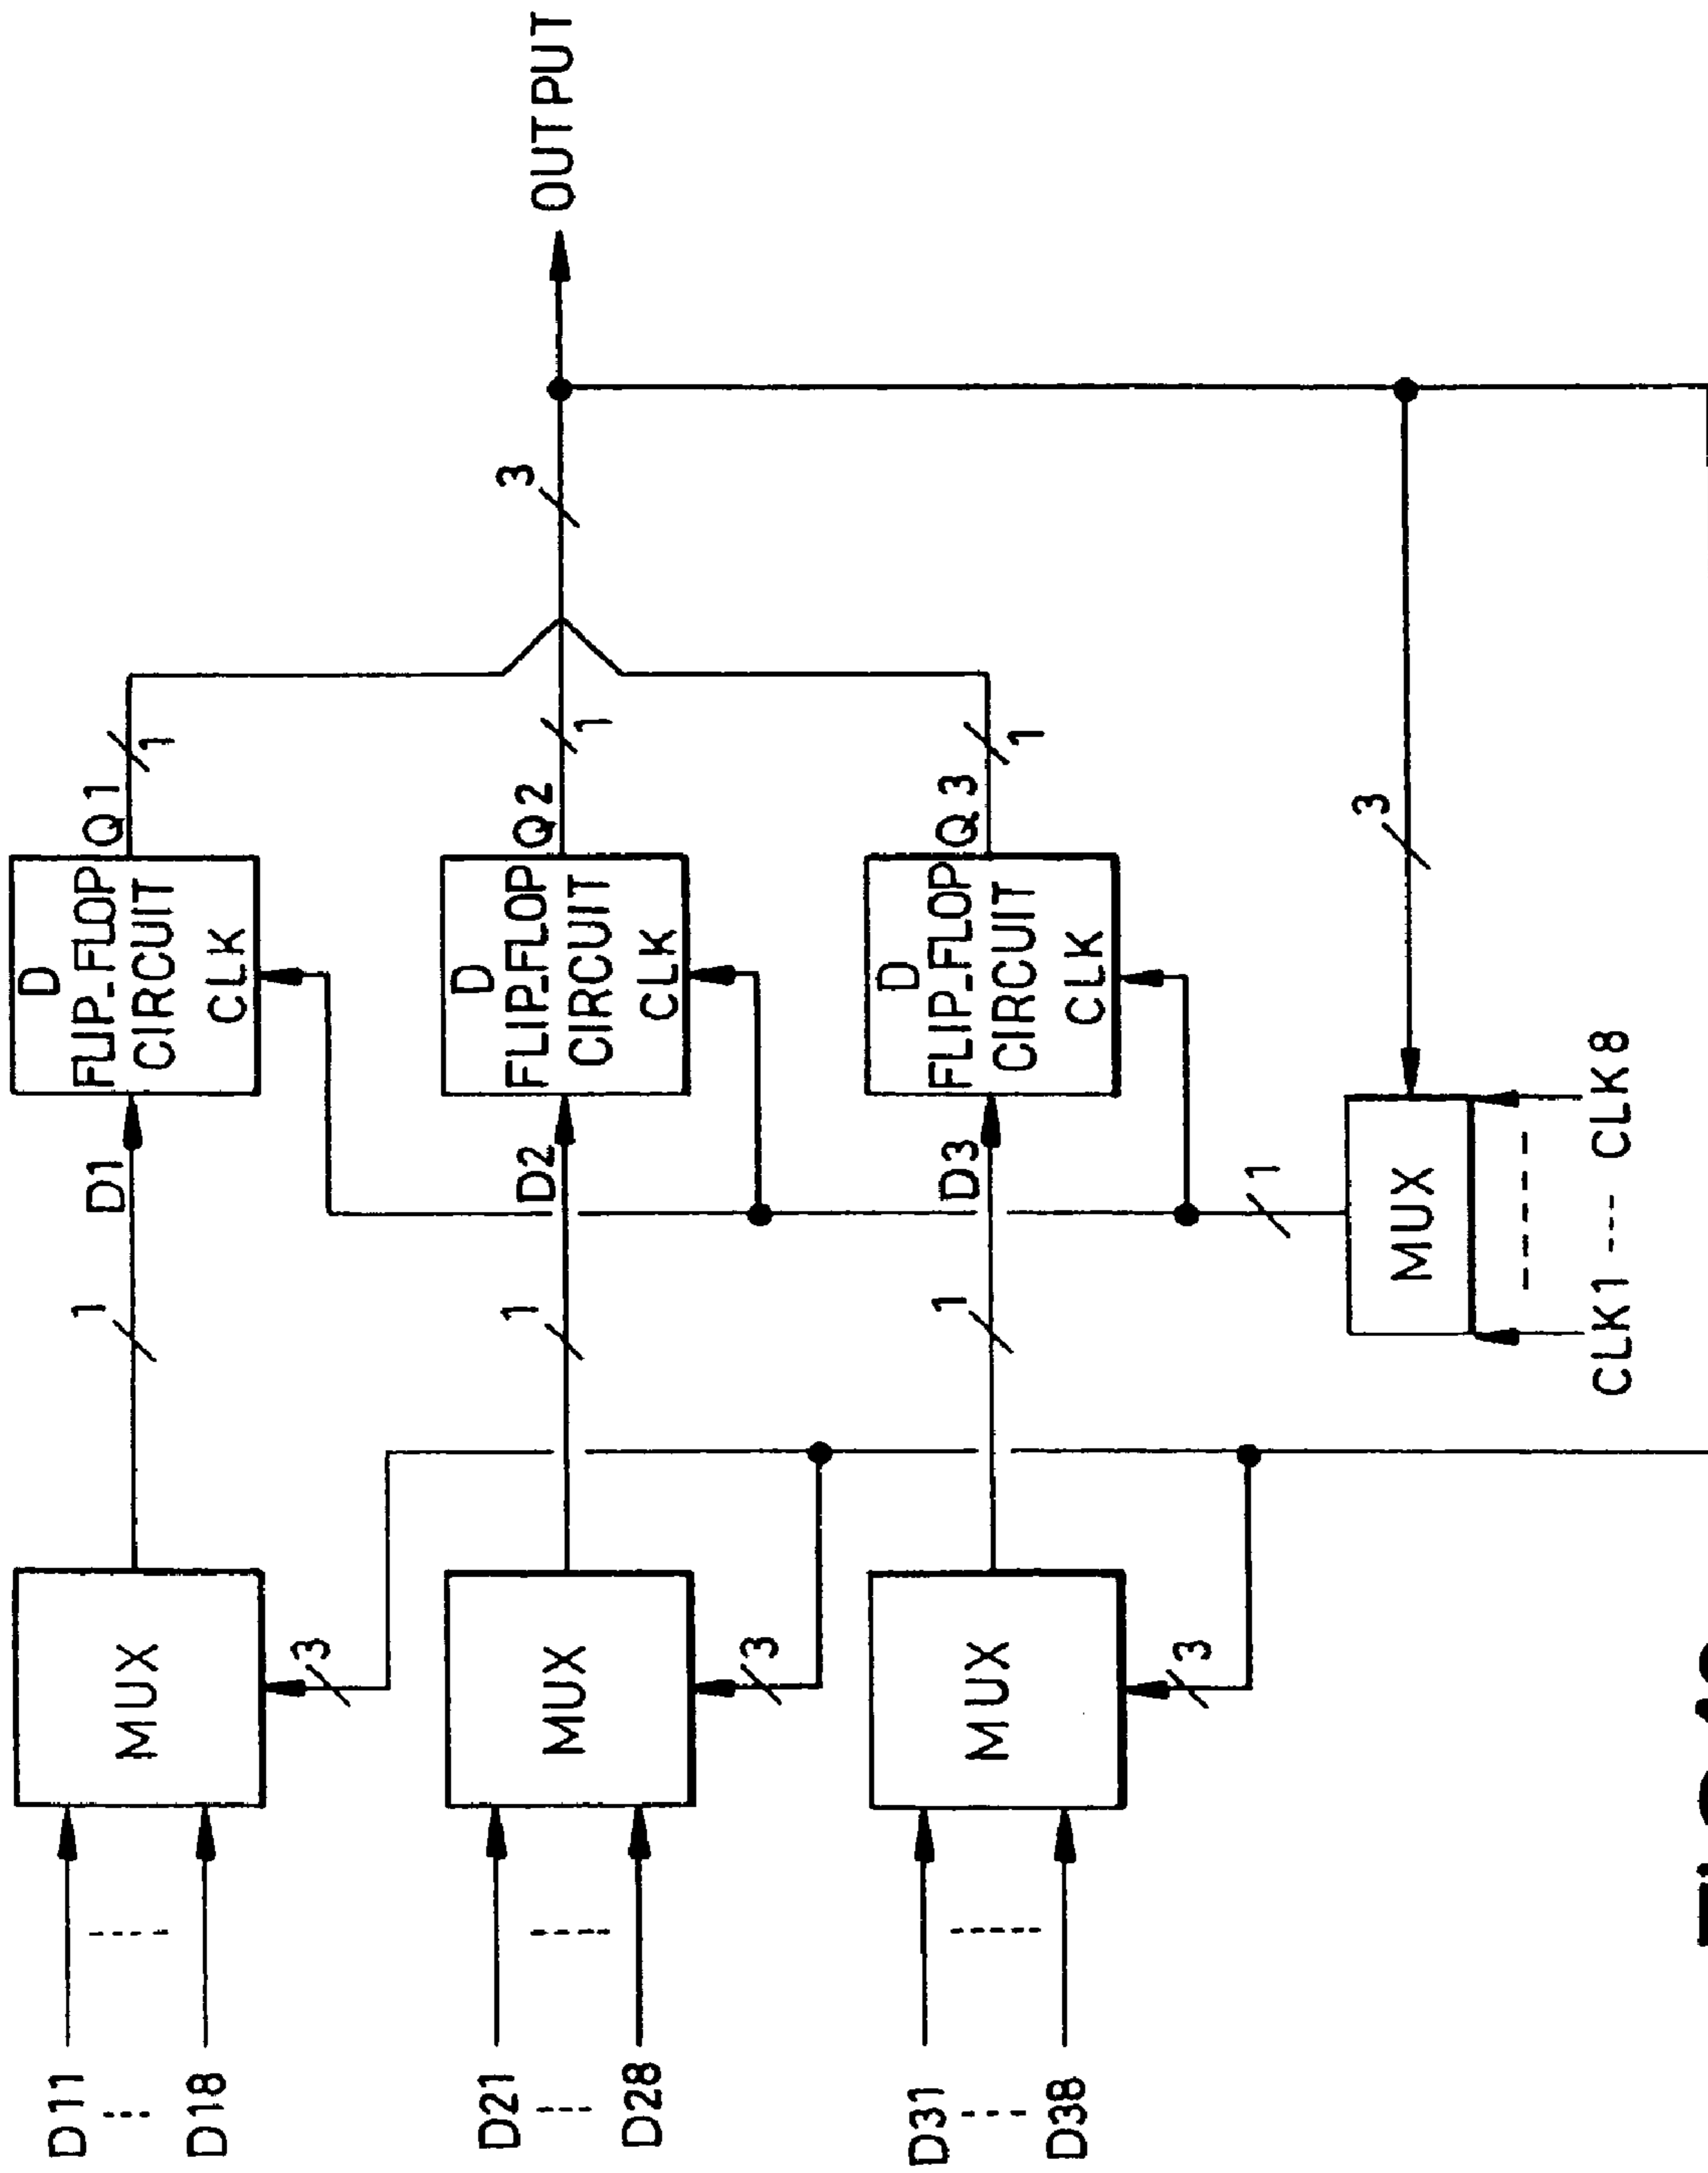 D11
D18
MUX
3
1
D1
D
FLIP_FLOP
CIRCUIT
CLK
Q1
1
D21
D28
MUX
3
1
D2
D
FLIP_FLOP
CIRCUIT
CLK
Q2
1
3
OUTPUT
D31
D38
MUX
3
1
D3
D
FLIP_FLOP
CIRCUIT
CLK
Q3
1
1
MUX
3
CLK1 --- CLK8